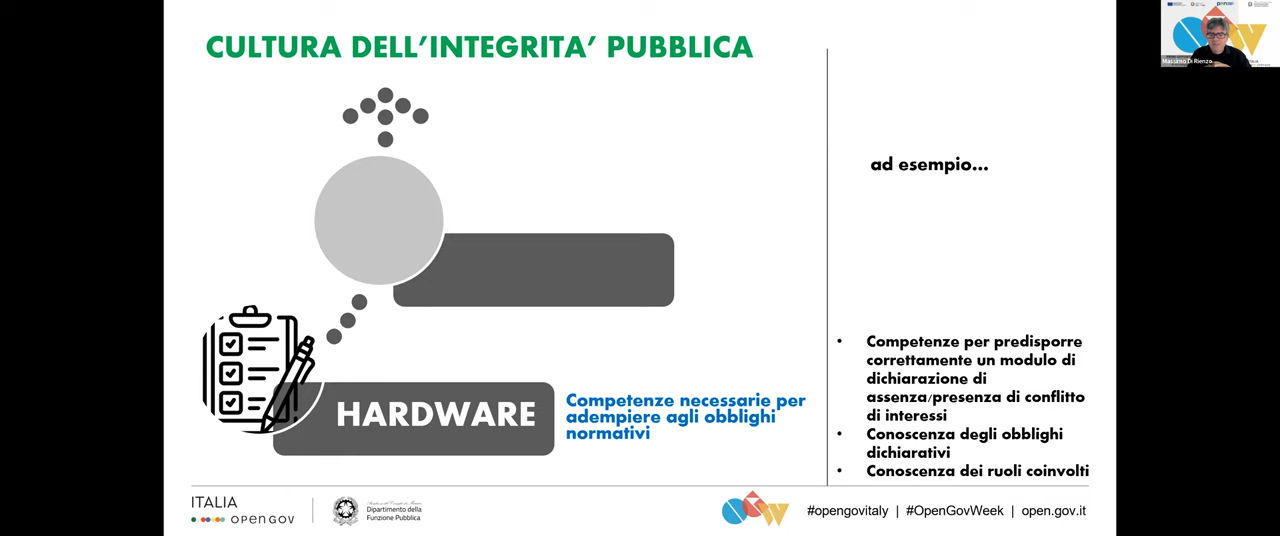 CULTURA DELL'INTEGRITA' PUBBLICA
Massimo Di Rienzo
ad esempio...
HARDWARE
Competenze necessarie per
adempiere agli obblighi
normativi
• Competenze per predisporre
correttamente un modulo di
dichiarazione di
assenza/presenza di conflitto
di interessi
• Conoscenza degli obblighi
dichiarativi
• Conoscenza dei ruoli coinvolti
ITALIA
OPEN GOV
Dipartimento della
Funzione Pubblica
#opengovitaly | #OpenGovWeek | open.gov.it